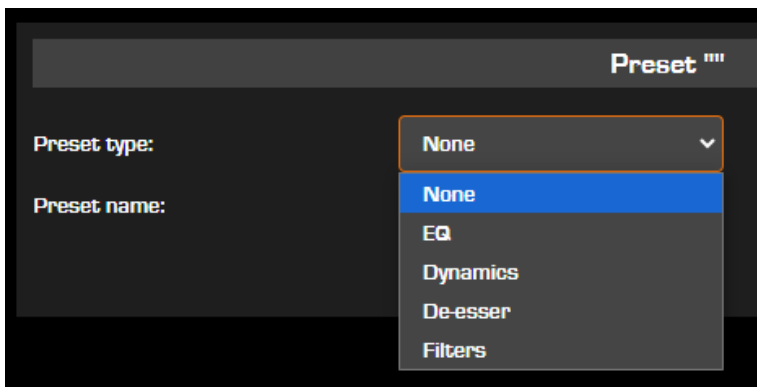 Preset ""
Preset type:
None
Preset name:
None
EQ
Dynamics
De-esser
Filters